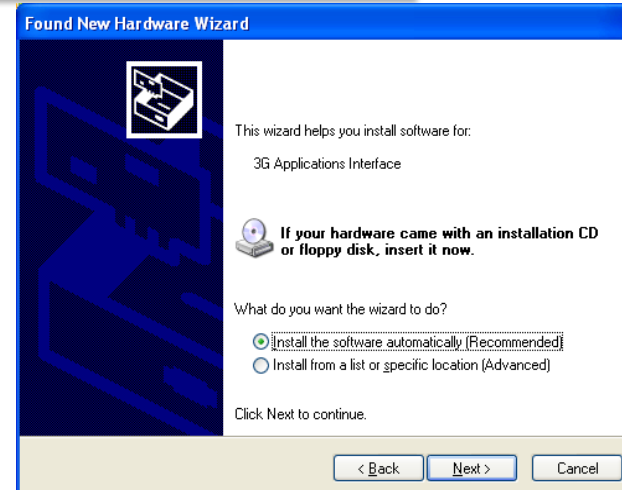 Found New Hardware Wizard
This wizard helps you install software for:
3G Applications Interface
If your hardware came with an installation CD
or floppy disk, insert it now.
What do you want the wizard to do?
Install the software automatically (Recommended)
Install from a list or specific location (Advanced)
Click Next to continue.
< Back Next > Cancel